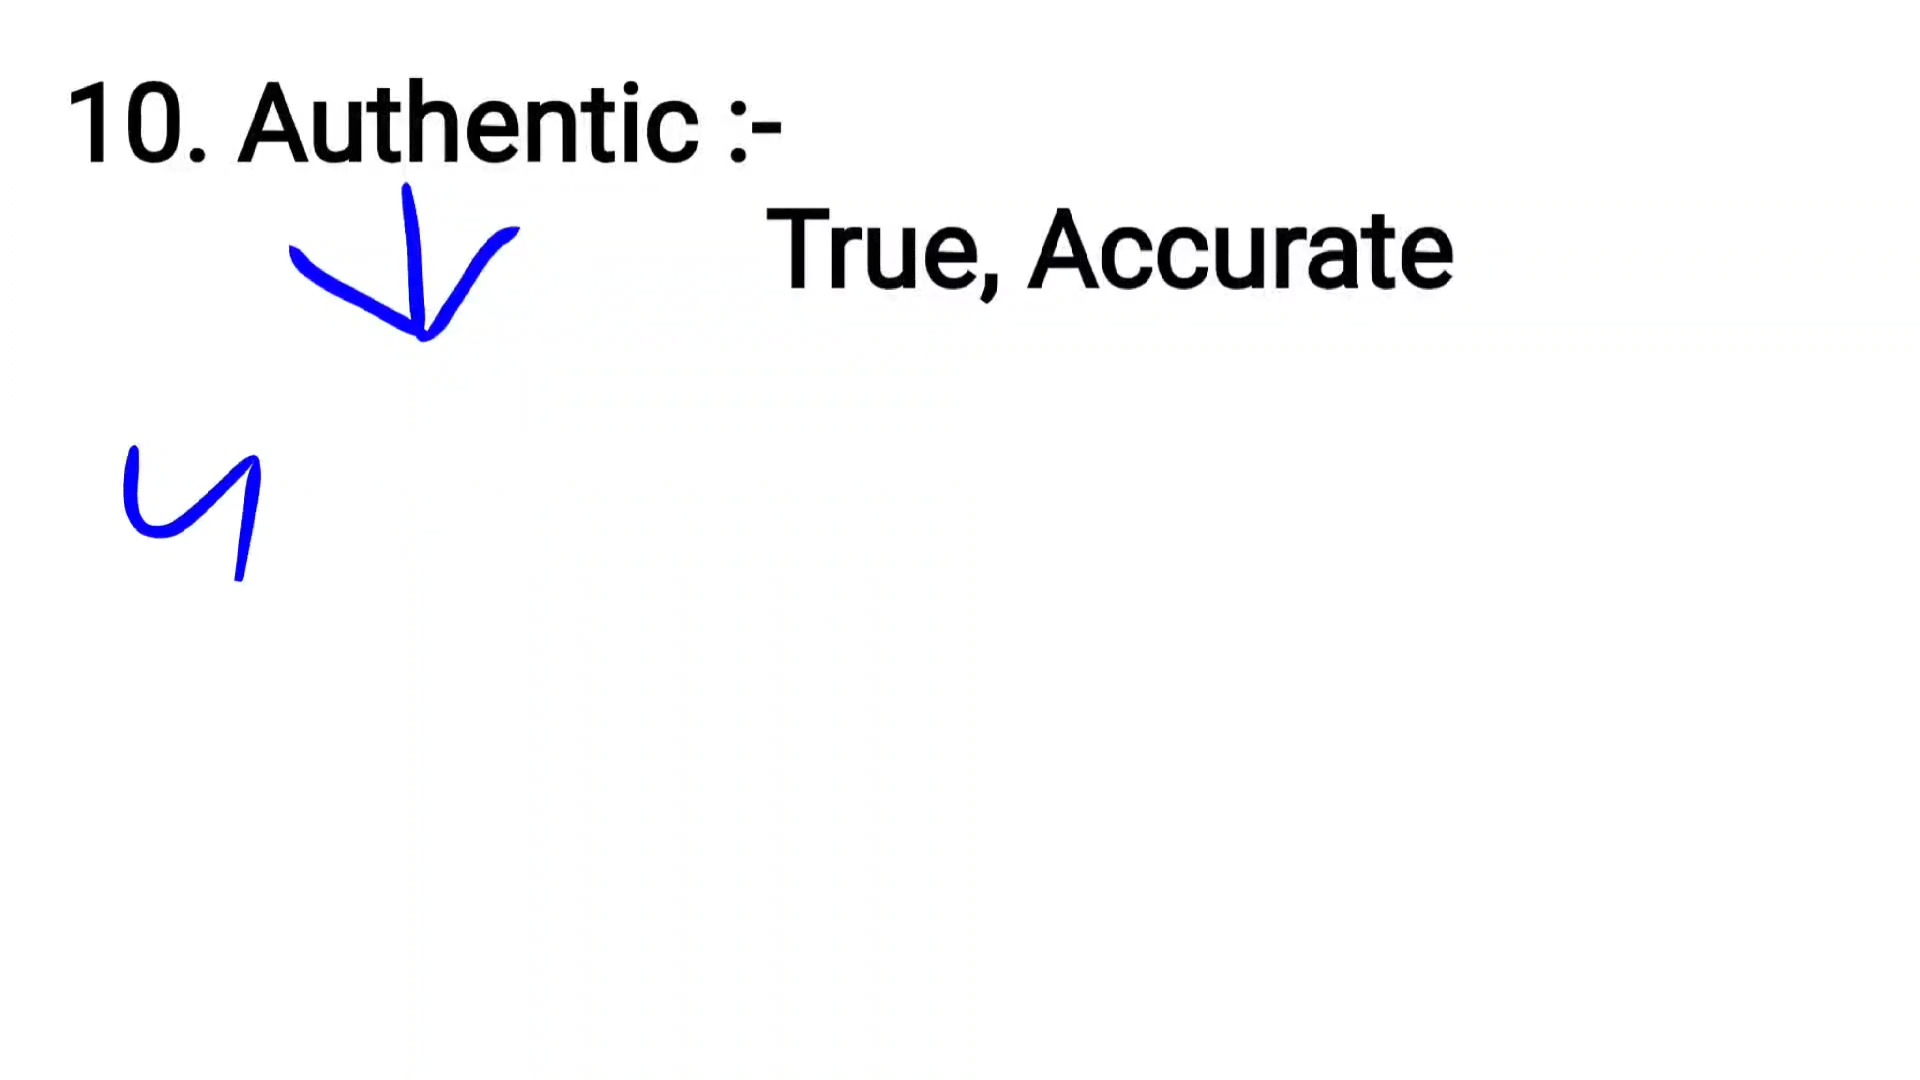 10. Authentic :-
True, Accurate